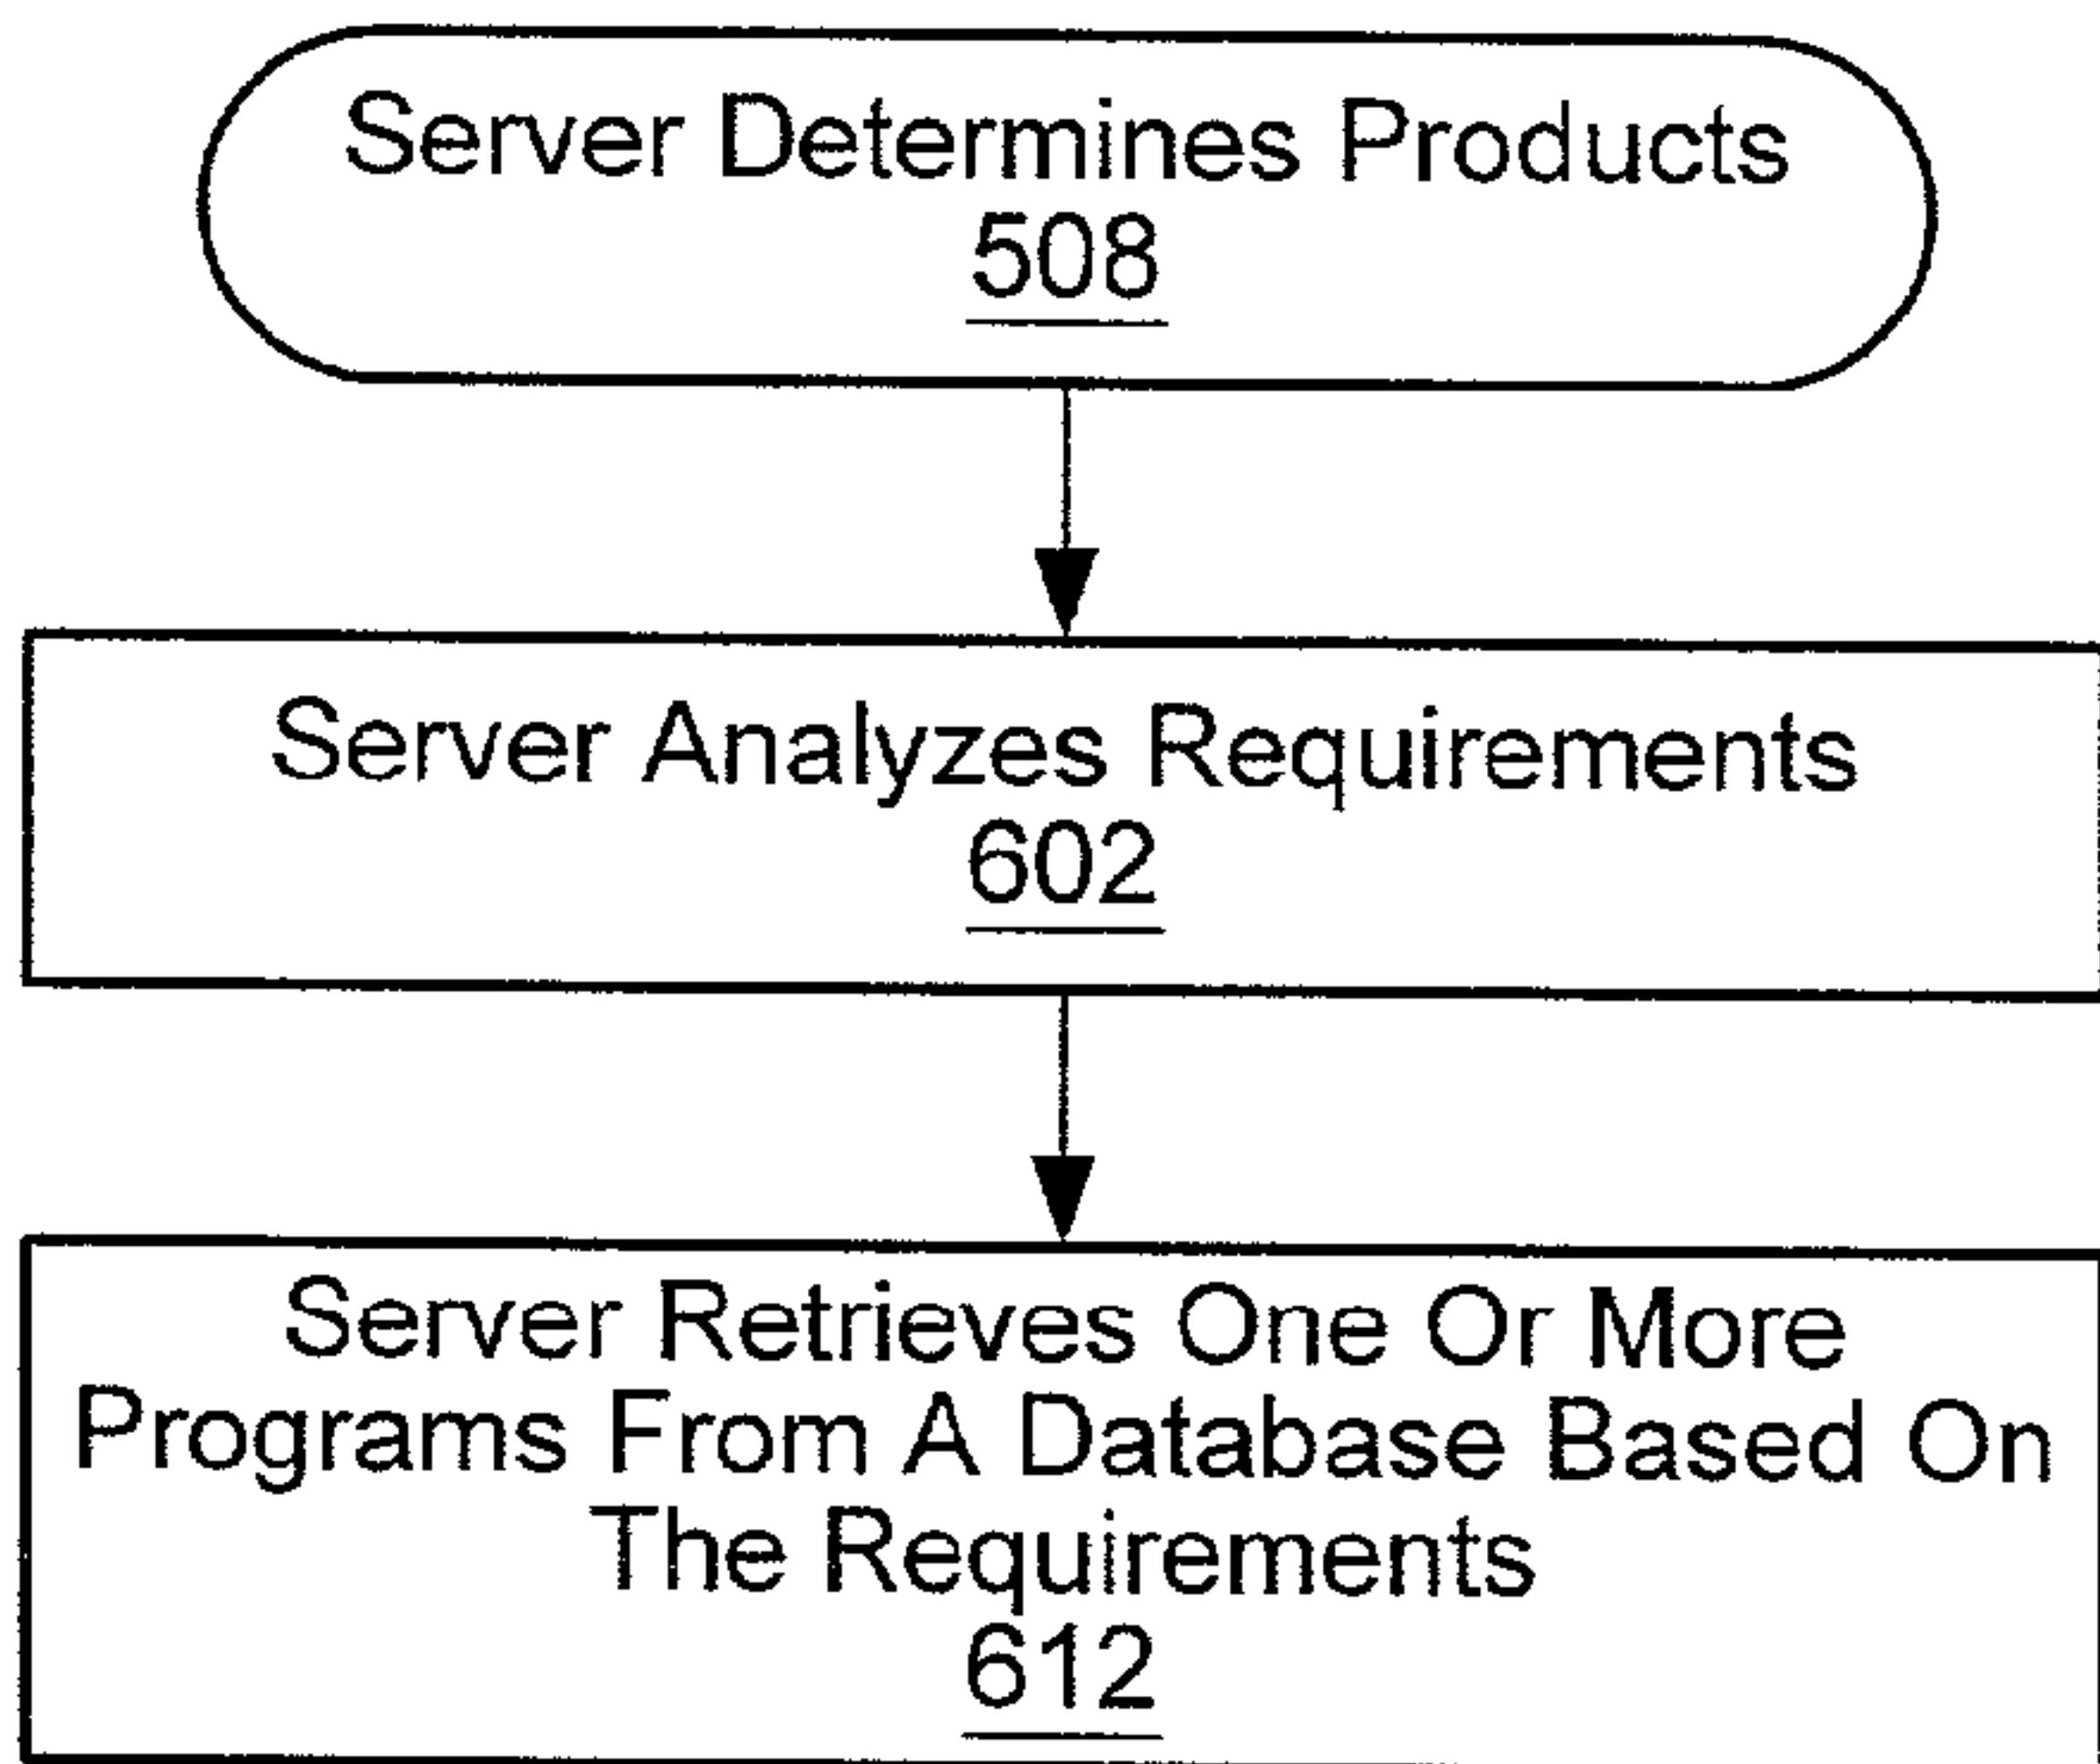 Server Determines Products
508
Server Analyzes Requirements
602
Server Retrieves One Or More
Programs From A Database Based On
The Requirements
612